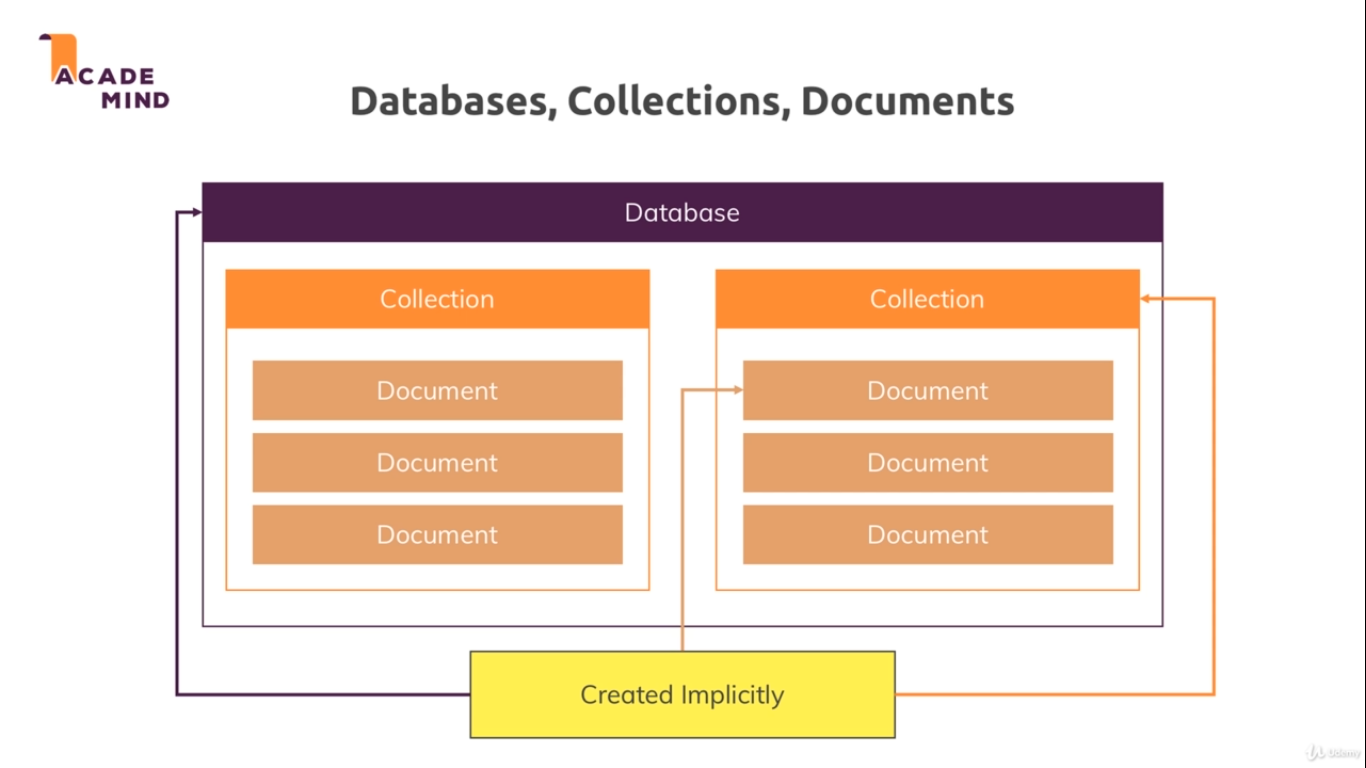 ACADE
MIND
Databases, Collections, Documents
Database
Collection
Collection
Document
Document
Document
Document
Document
Document
Created Implicitly
Udemy